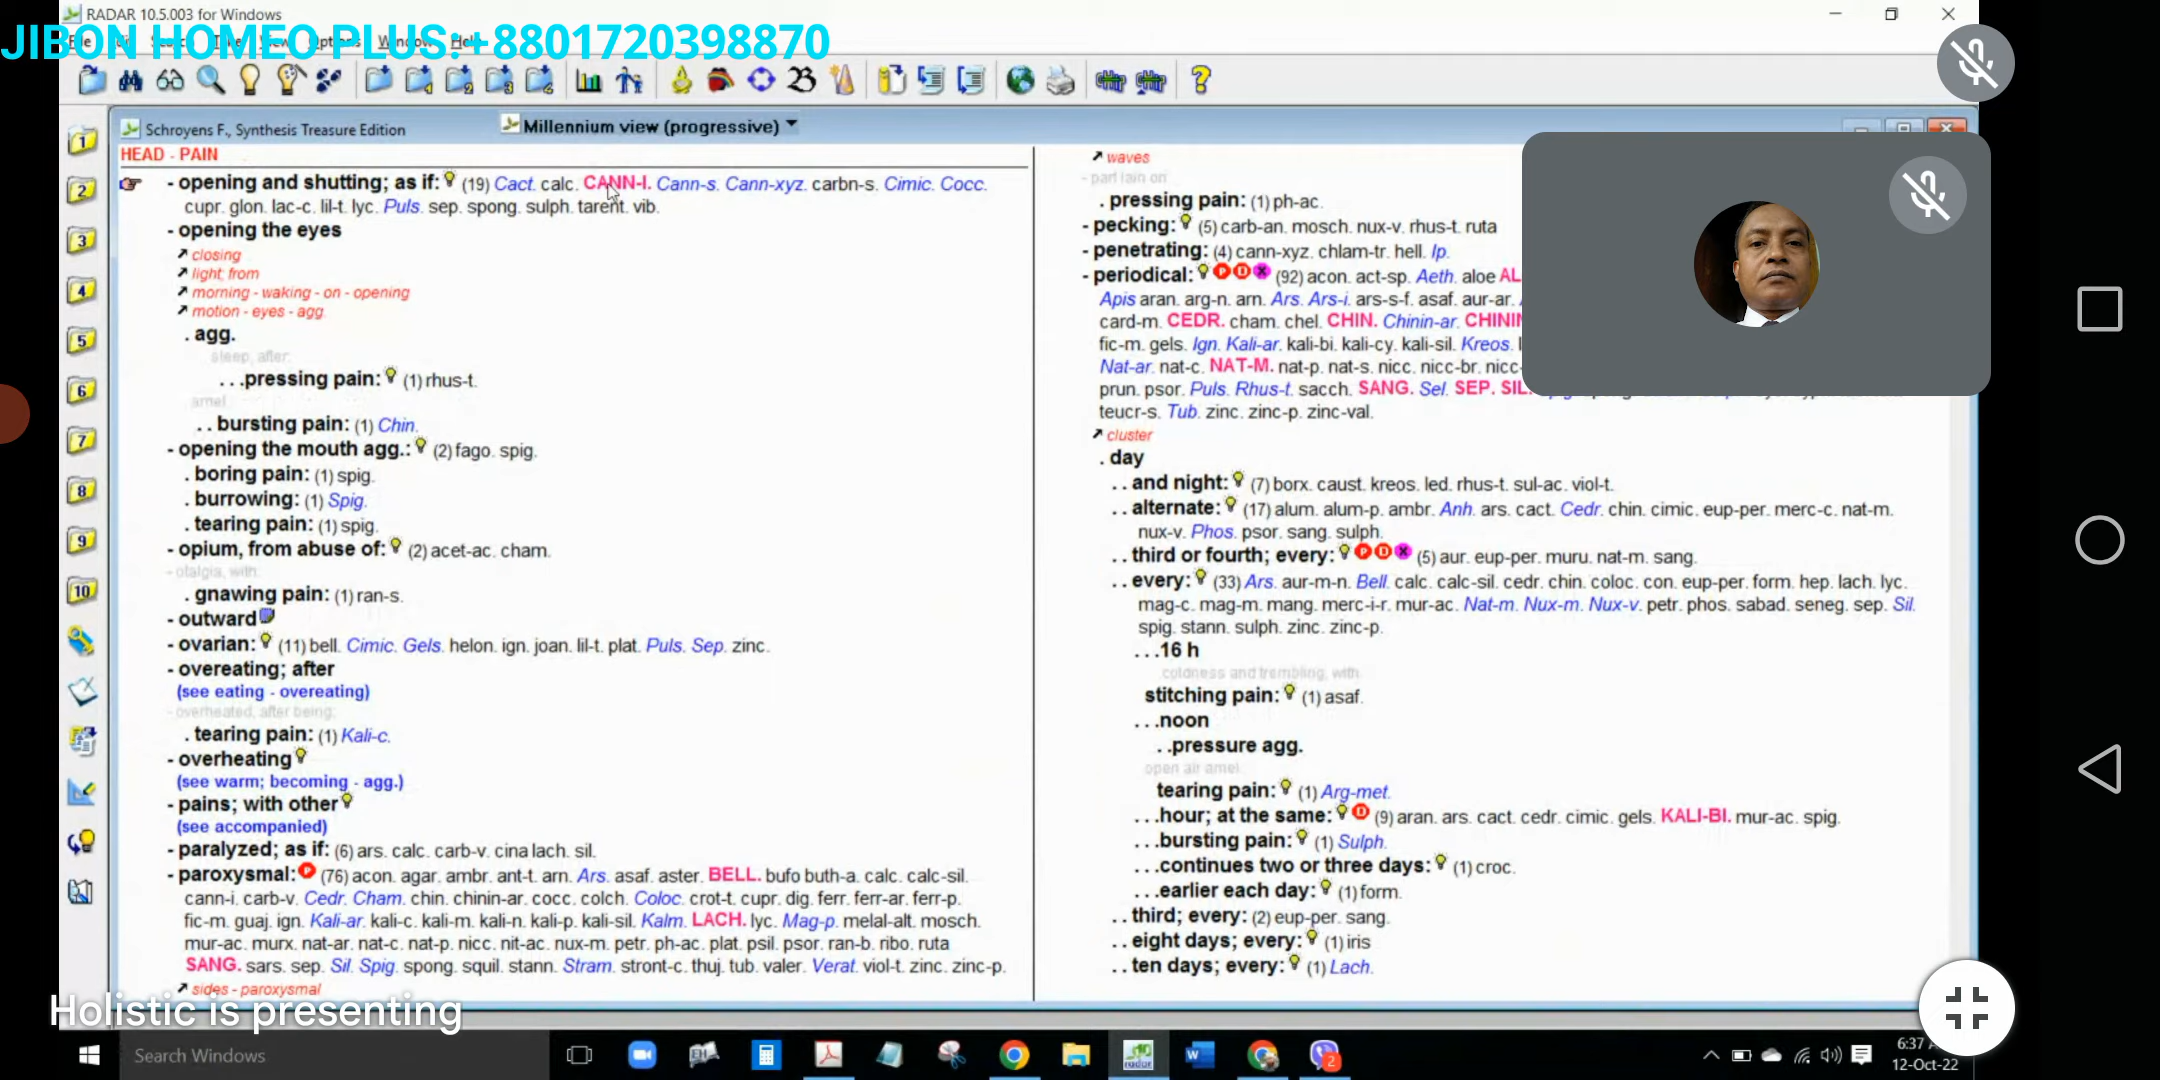 RADAR 10.5.003 for Windows
JIBON HOMEO PLUS:+8801720398870
Schroyens F., Synthesis Treasure Edition
Millennium view (progressive)
HEAD - PAIN
- opening and shutting; as if: (19) Cact. calc. CANN-I. Cann-s. Cann-xyz. carbn-s. Cimic. Cocc.
cupr. glon. lac-c. lil-t. lyc. Puls. sep. spong. sulph. tarent. vib.
- opening the eyes
closing
light; from
morning - waking - on - opening
motion - eyes - agg.
. agg.
sleep, after:
. . .pressing pain: (1) rhus-t.
amel.
. . bursting pain: (1) Chin.
- opening the mouth agg.: (2) fago. spig.
. boring pain: (1) spig.
. burrowing: (1) Spig.
. tearing pain: (1) spig.
- opium, from abuse of: (2) acet-ac. cham.
- otalgia, with:
. gnawing pain: (1) ran-s.
- outward
- ovarian: (11) bell. Cimic. Gels. helon. ign. joan. lil-t. plat. Puls. Sep. zinc.
- overeating; after
(see eating - overeating)
- overheated, after being:
. tearing pain: (1) Kali-c.
- overheating
(see warm; becoming - agg.)
- pains; with other
(see accompanied)
- paralyzed; as if: (6) ars. calc. carb-v. cina lach. sil.
- paroxysmal: (76) acon. agar. ambr. ant-t. arn. Ars. asaf. aster. BELL. bufo buth-a. calc. calc-sil.
cann-i. carb-v. Cedr. Cham. chin. chinin-ar. cocc. colch. Coloc. crot-t. cupr. dig. ferr. ferr-ar. ferr-p.
fic-m. guaj. ign. Kali-ar. kali-c. kali-m. kali-n. kali-p. kali-sil. Kalm. LACH. lyc. Mag-p. melal-alt. mosch.
mur-ac. murx. nat-ar. nat-c. nat-p. nicc. nit-ac. nux-m. petr. ph-ac. plat. psil. psor. ran-b. ribo. ruta
SANG. sars. sep. Sil. Spig. spong. squil. stann. Stram. stront-c. thuj. tub. valer. Verat. viol-t. zinc. zinc-p.
sides - paroxysmal
waves
- part lain on:
. pressing pain: (1) ph-ac.
- pecking: (5) carb-an. mosch. nux-v. rhus-t. ruta
- penetrating: (4) cann-xyz. chlam-tr. hell. Ip.
- periodical: (92) acon. act-sp. Aeth. aloe
Apis aran. arg-n. arn. Ars. Ars-i. ars-s-f. asaf. aur-ar.
card-m. CEDR. cham. chel. CHIN. Chinin-ar.
fic-m. gels. Ign. Kali-ar. kali-bi. kali-cy. kali-sil. Kreos.
Nat-ar. nat-c. NAT-M. nat-p. nat-s. nicc. nicc-br.
prun. psor. Puls. Rhus-t. sacch. SANG. Sel. SEP. SIL.
teucr-s. Tub. zinc. zinc-p. zinc-val.
cluster
. day
. . and night: (7) borx. caust. kreos. led. rhus-t. sul-ac. viol-t.
. . alternate: (17) alum. alum-p. ambr. Anh. ars. cact. Cedr. chin. cimic. eup-per. merc-c. nat-m.
nux-v. Phos. psor. sang. sulph.
. . third or fourth; every: (5) aur. eup-per. muru. nat-m. sang.
. . every: (33) Ars. aur-m-n. Bell. calc. calc-sil. cedr. chin. coloc. con. eup-per. form. hep. lach. lyc.
mag-c. mag-m. mang. merc-i-r. mur-ac. Nat-m. Nux-m. Nux-v. petr. phos. sabad. seneg. sep. Sil.
spig. stann. sulph. zinc. zinc-p.
. . .16 h
coldness and trembling, with:
stitching pain: (1) asaf.
. . .noon
. .pressure agg.
open air amel.
tearing pain: (1) Arg-met.
. . .hour; at the same: (9) aran. ars. cact. cedr. cimic. gels. KALI-BI. mur-ac. spig.
. . .bursting pain: (1) Sulph.
. . .continues two or three days: (1) croc.
. . .earlier each day: (1) form.
. . third; every: (2) eup-per. sang.
. . eight days; every: (1) iris
. . ten days; every: (1) Lach.
Holistic is presenting
Search Windows
6:37
12-Oct-22